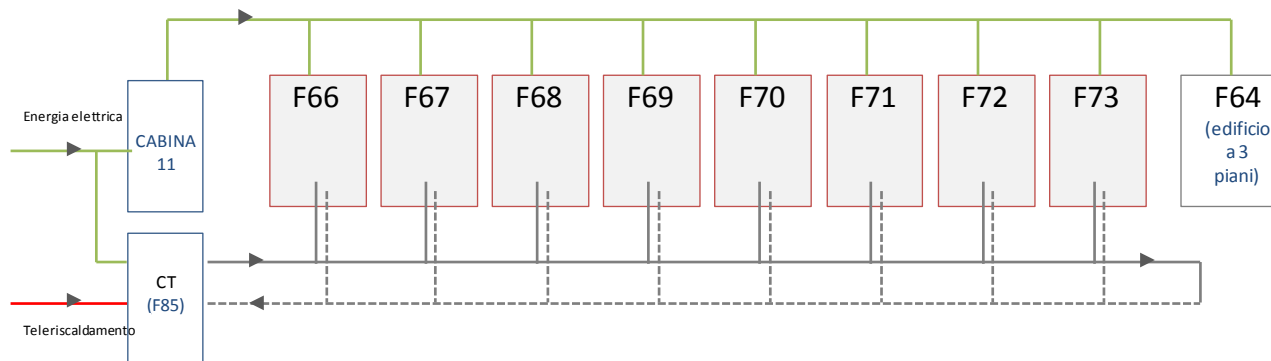 F66 F67 F68 F69 F70 F71 F72 F73 F64
(edificio
a 3
piani)
Energia elettrica
CABINA
11
CT
(F85)
Teleriscaldamento